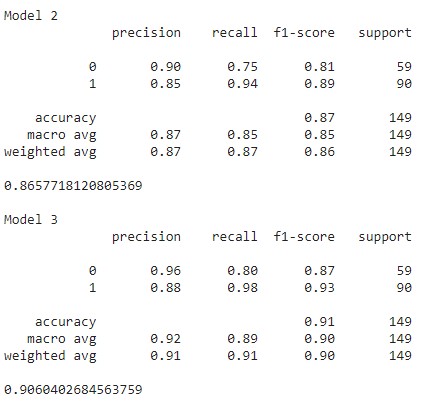 Model 2
precision recall f1-score support
0 0.90 0.75 0.81 59
1 0.85 0.94 0.89 90
accuracy 0.87 149
macro avg 0.87 0.85 0.85 149
weighted avg 0.87 0.87 0.86 149
0.8657718120805369
Model 3
precision recall f1-score support
0 0.96 0.80 0.87 59
1 0.88 0.98 0.93 90
accuracy 0.91 149
macro avg 0.92 0.89 0.90 149
weighted avg 0.91 0.91 0.90 149
0.9060402684563759